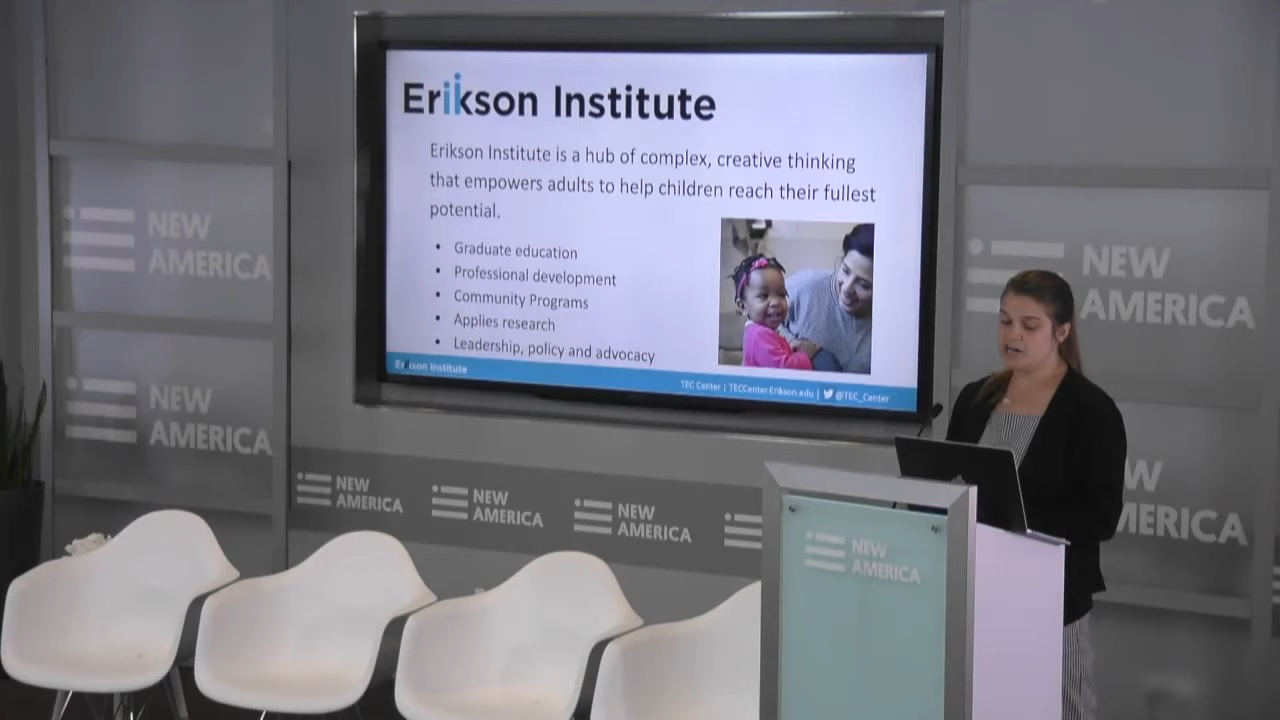 Erikson Institute
Erikson Institute is a hub of complex, creative thinking
that empowers adults to help children reach their fullest
potential.
• Graduate education
• Professional development
• Community Programs
• Applies research
• Leadership, policy and advocacy
Erikson Institute
TEC Center | TECCenter.Erikson.edu | @TEC_Center
NEW
AMERICA
NEW
AMERICA
NEW
AMERICA
NEW
AMERICA
NEW
AMERICA
NEW
AMERICA
W
MERICA
NEW
AMERICA